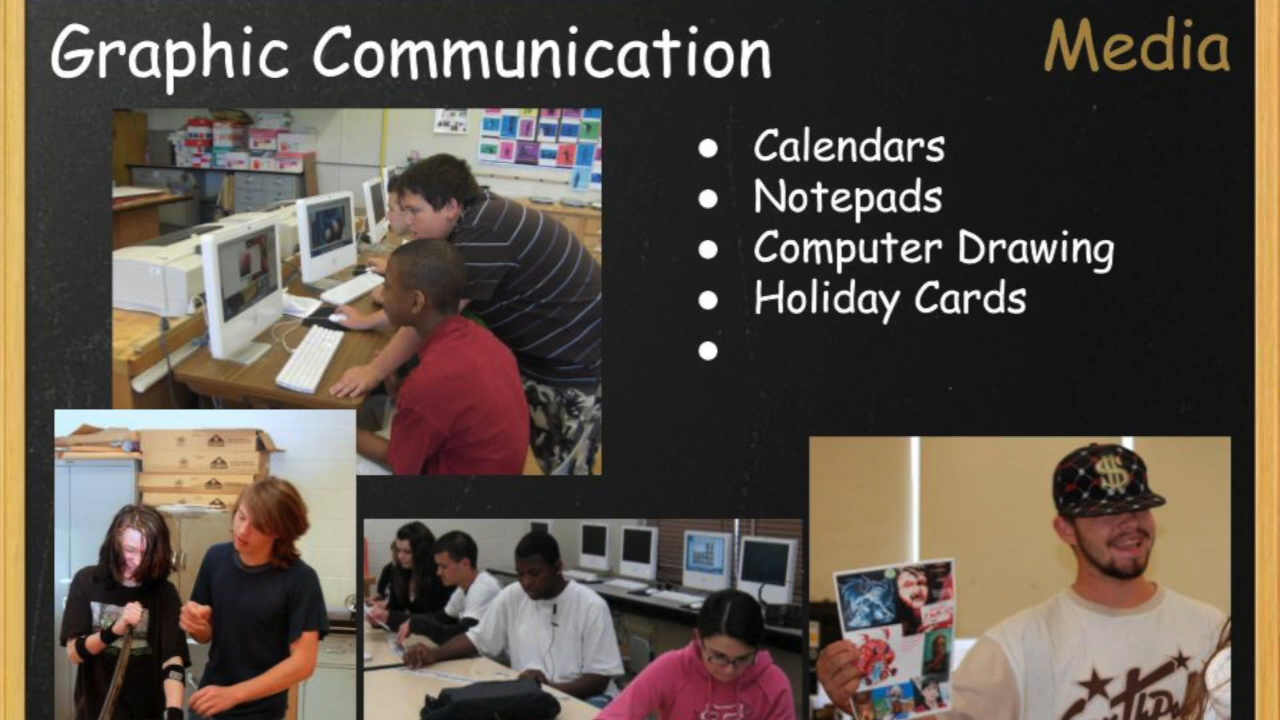 Graphic Communication
Media
Calendars
Notepads
Computer Drawing
Holiday Cards